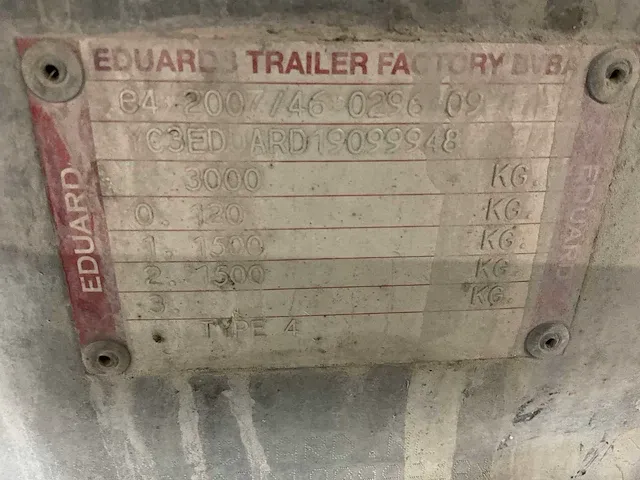 EDUARD'S TRAILER FACTORY BVBA
e4 2007/46 0296 09
YC3EDUARD19099948
3000 KG.
0. 120 KG.
1. 1500 KG.
2. 1500 KG.
3. KG.
TYPE 4
EDUARD
EDUARD